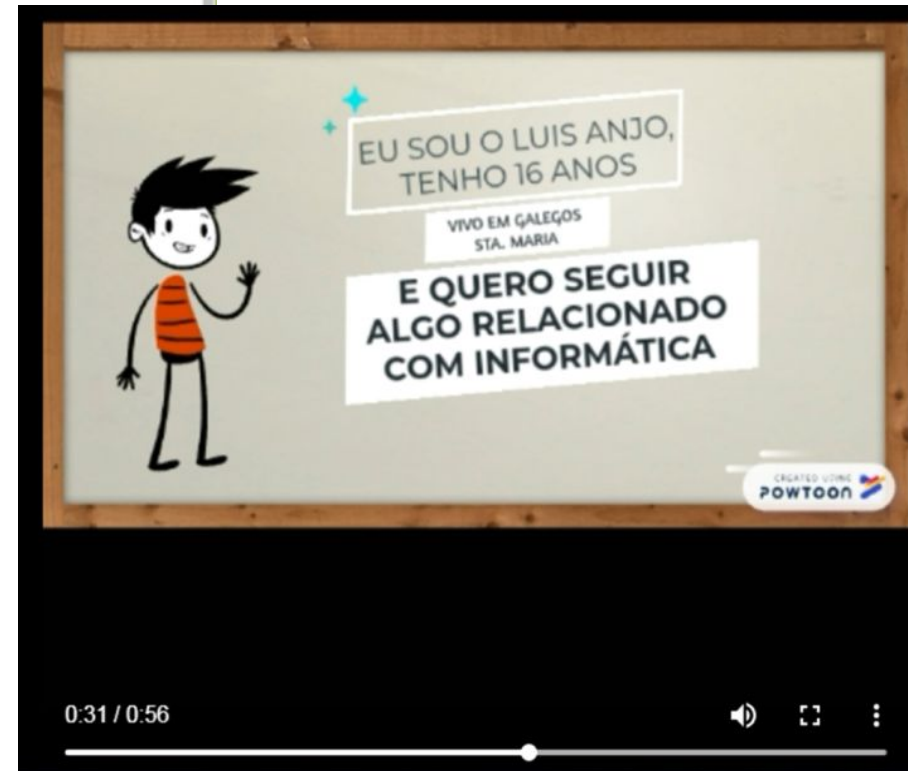 EU SOU O LUIS ANJO,
TENHO 16 ANOS
VIVO EM GALEGOS
STA. MARIA
E QUERO SEGUIR
ALGO RELACIONADO
COM INFORMÁTICA
CREATED USING
POWTOON
0:31 / 0:56